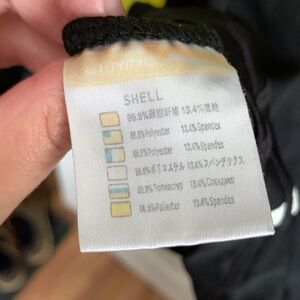 SHELL
86.6%聚酯纤维 13.4%氨纶
86.6%Polyester 13.4%Spandex
86.6%Polyester 13.4%Spandex
86.6%ポリエステル 13.4%スパンデックス
86.6%Полиэстер 13.4%Спандекс
86.6%Poliester 13.4%Spandex